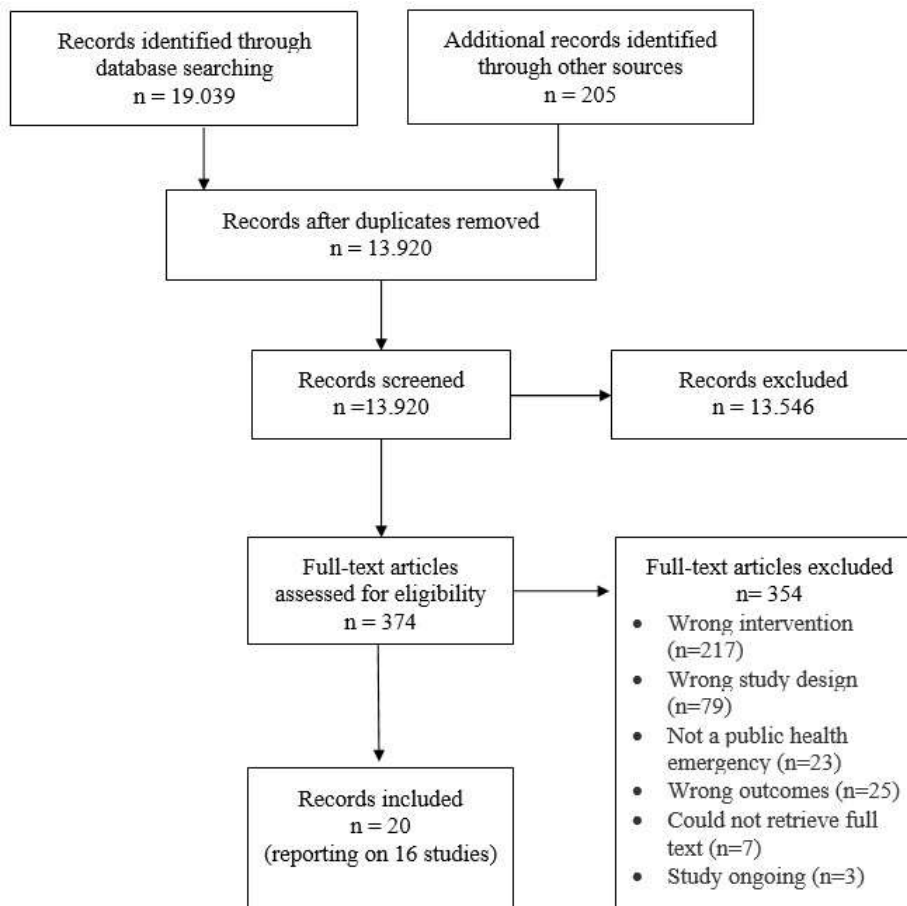 Records identified through
database searching
n = 19.039
Additional records identified
through other sources
n = 205
Records after duplicates removed
n = 13.920
Records screened
n =13.920
Records excluded
n = 13.546
Full-text articles
assessed for eligibility
n = 374
Full-text articles excluded
n= 354
• Wrong intervention
(n=217)
• Wrong study design
(n=79)
• Not a public health
emergency (n=23)
• Wrong outcomes (n=25)
• Could not retrieve full
text (n=7)
• Study ongoing (n=3)
Records included
n = 20
(reporting on 16 studies)